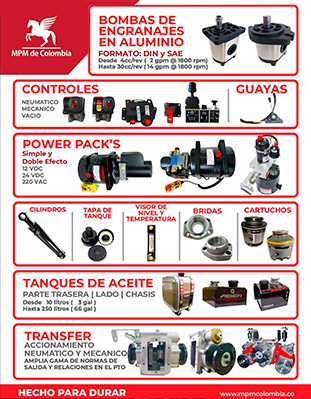 MPM de Colombia
BOMBAS DE
ENGRANAJES
EN ALUMINIO
FORMATO: DIN y SAE
Desde 4cc/rev ( 2 gpm @ 1800 rpm)
Hasta 30cc/rev ( 14 gpm @ 1800 rpm)
CONTROLES
NEUMATICO
MECANICO
VACIO
GUAYAS
POWER PACK'S
Simple y
Doble Efecto
12 VDC
24 VDC
220 VAC
CILINDROS
TAPA DE
TANQUE
VISOR DE
NIVEL Y
TEMPERATURA
BRIDAS
CARTUCHOS
TANQUES DE ACEITE
PARTE TRASERA | LADO | CHASIS
Desde 10 litros ( 3 gal )
Hasta 250 litros ( 66 gal )
TRANSFER
ACCIONAMIENTO
NEUMATICO Y MECANICO
AMPLIA GAMA DE NORMAS DE
SALIDA Y RELACIONES EN EL PTO
HECHO PARA DURAR
www.mpmcolombia.co